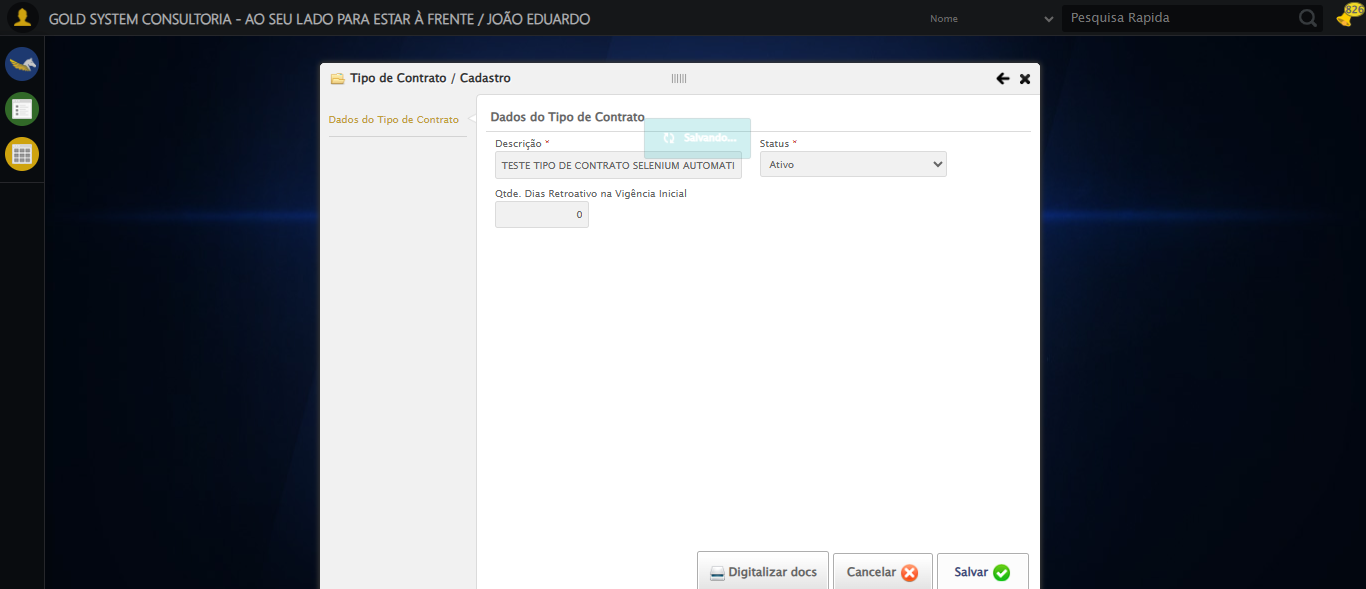 GOLD SYSTEM CONSULTORIA - AO SEU LADO PARA ESTAR À FRENTE / JOÃO EDUARDO
Nome
Pesquisa Rapida
826
Tipo de Contrato / Cadastro
Dados do Tipo de Contrato
Dados do Tipo de Contrato
Salvando...
Descrição *
Status *
TESTE TIPO DE CONTRATO SELENIUM AUTOMATI
Ativo
Qtde. Dias Retroativo na Vigência Inicial
0
Digitalizar docs
Cancelar
Salvar